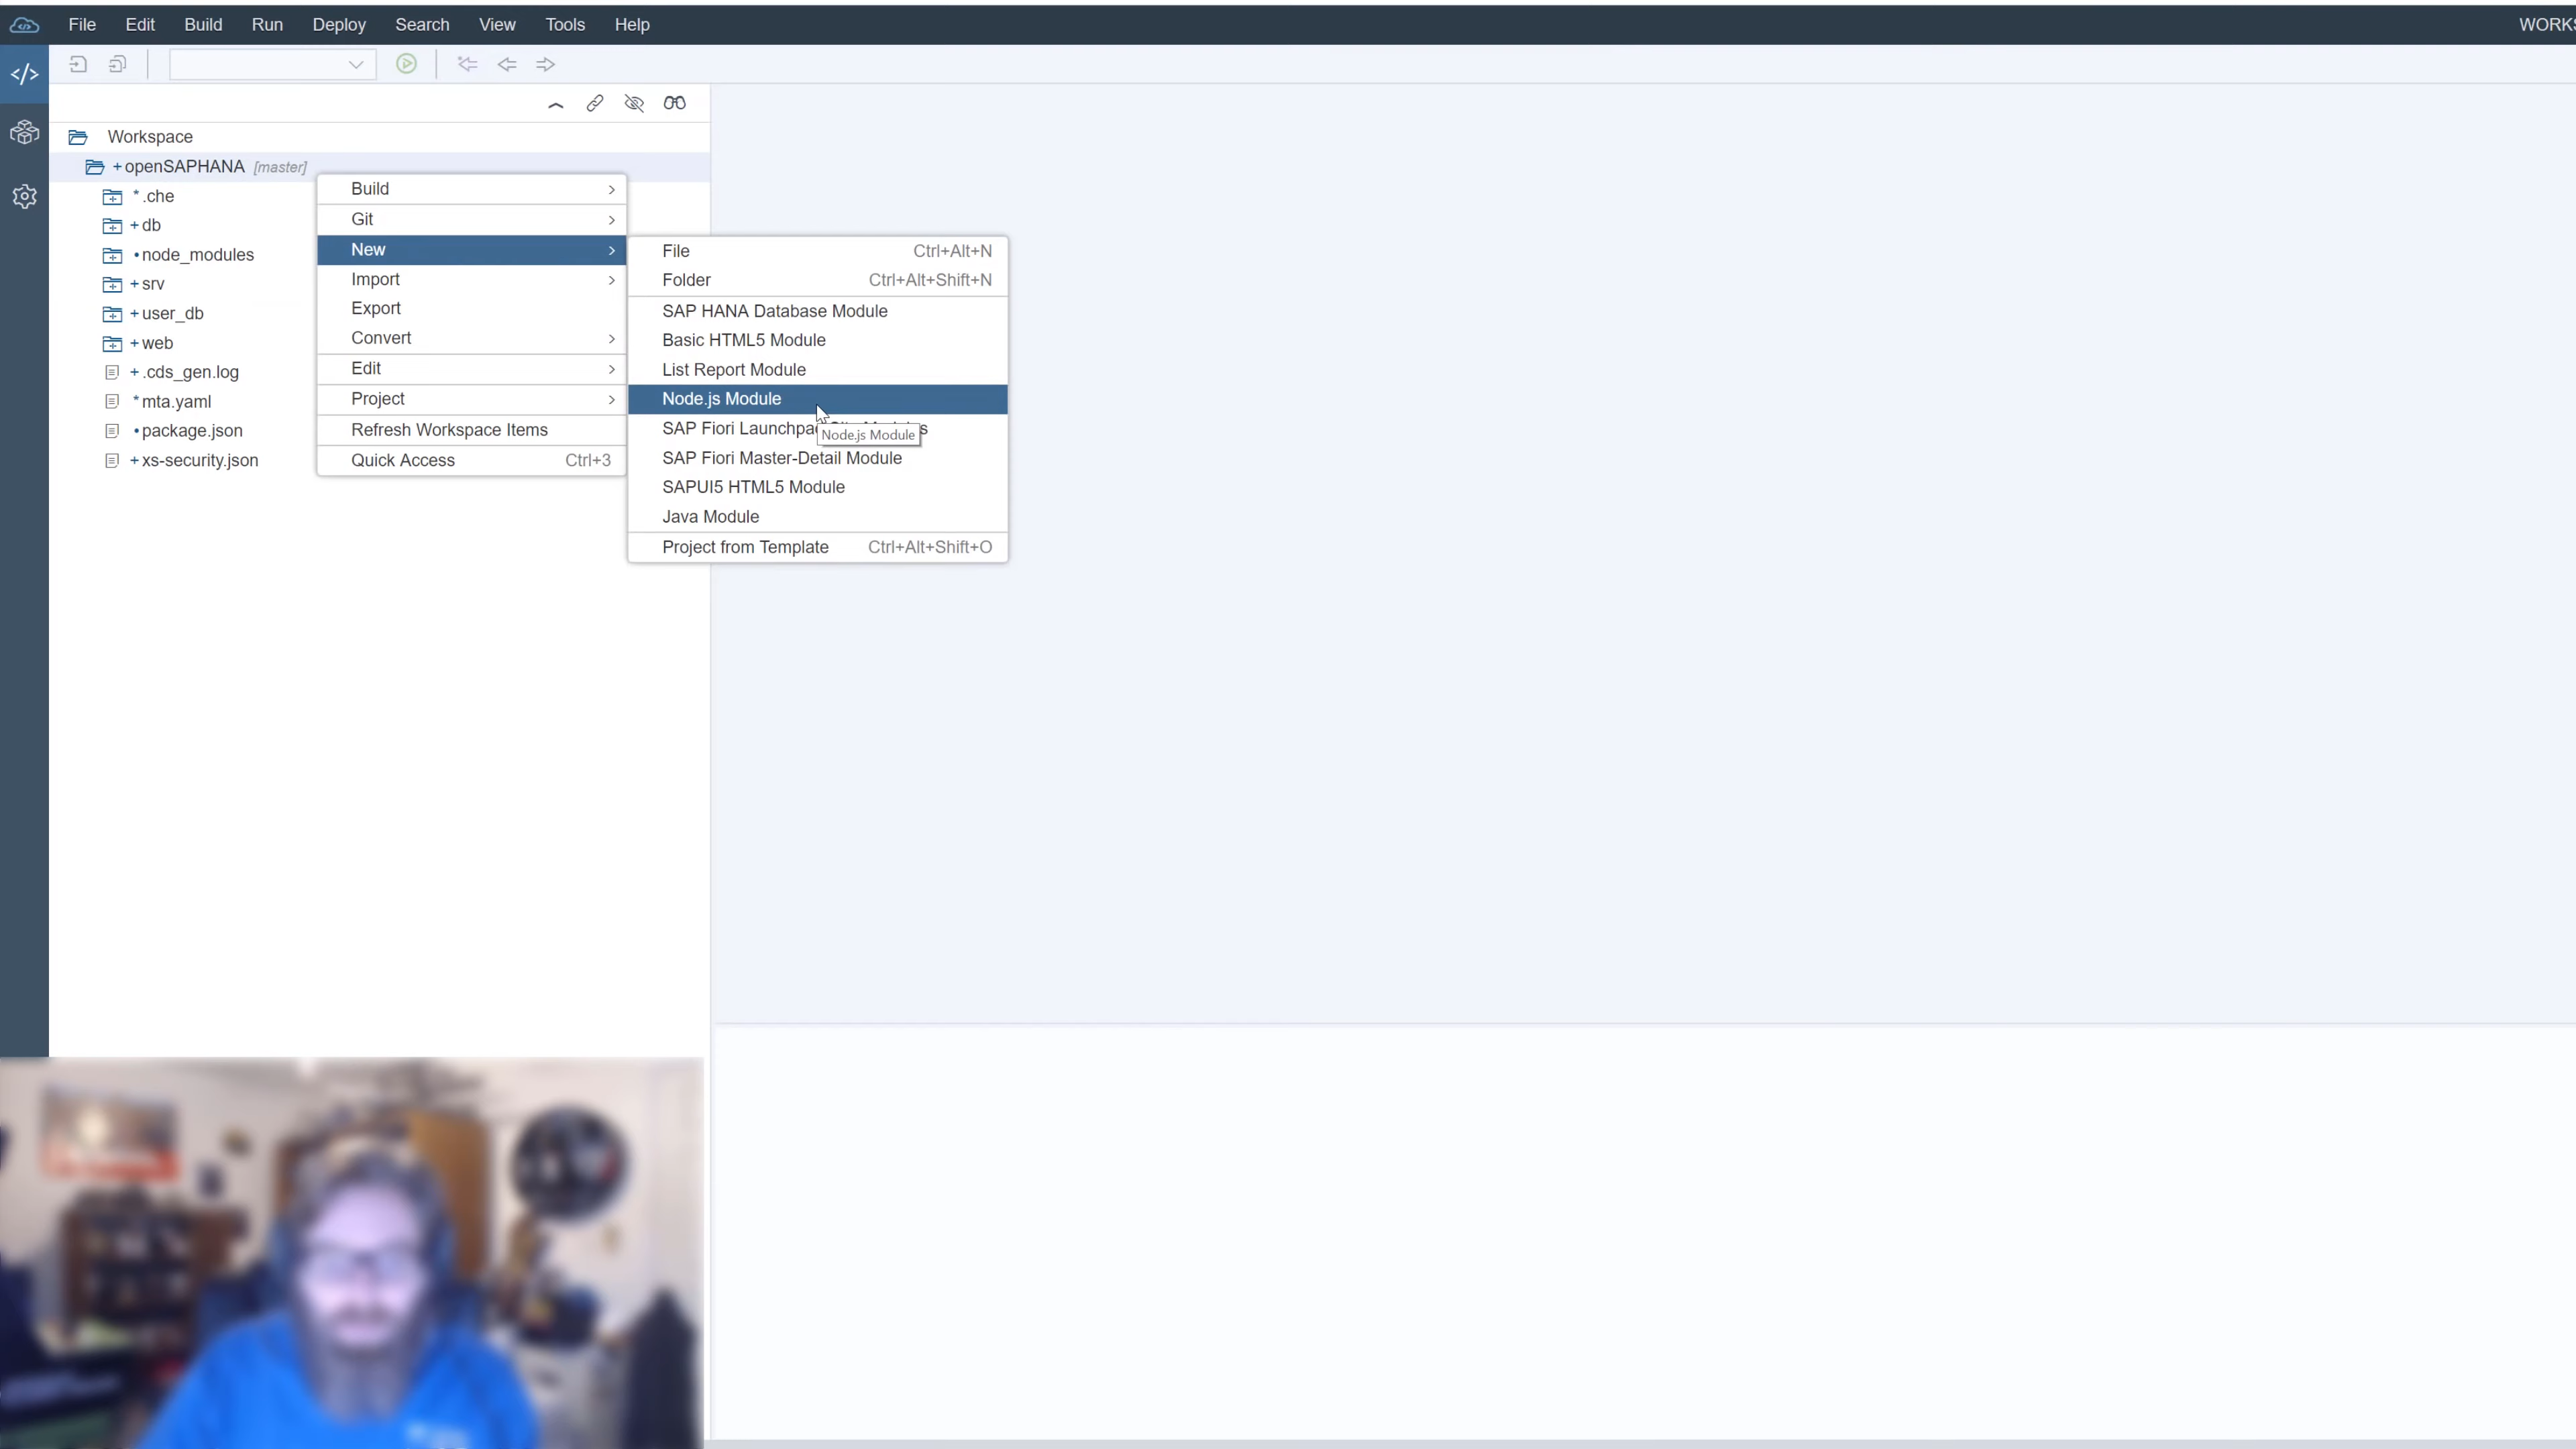 File Edit Build Run Deploy Search View Tools Help
Workspace
+ openSAPHANA [master]
* .che
+ db
• node_modules
+ srv
+ user_db
+ web
+ .cds_gen.log
* mta.yaml
• package.json
+ xs-security.json
Build
Git
New
Import
Export
Convert
Edit
Project
Refresh Workspace Items
Quick Access Ctrl+3
File Ctrl+Alt+N
Folder Ctrl+Alt+Shift+N
SAP HANA Database Module
Basic HTML5 Module
List Report Module
Node.js Module
SAP Fiori
Node.js Module
SAP Fiori Master-Detail Module
SAPUI5 HTML5 Module
Java Module
Project from Template Ctrl+Alt+Shift+O